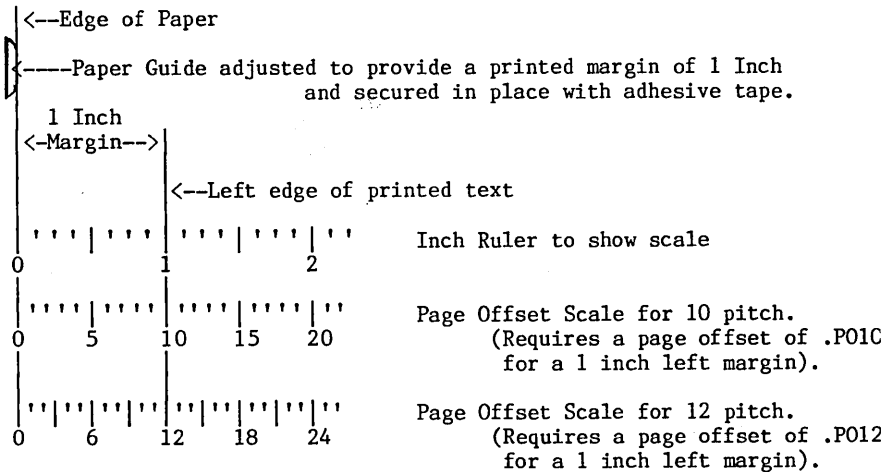 <--Edge of Paper
<----Paper Guide adjusted to provide a printed margin of 1 Inch
and secured in place with adhesive tape.
1 Inch
<-Margin-->
<--Left edge of printed text
Inch Ruler to show scale
0 1 2
Page Offset Scale for 10 pitch.
0 5 10 15 20
(Requires a page offset of .PO10
for a 1 inch left margin).
Page Offset Scale for 12 pitch.
0 6 12 18 24
(Requires a page offset of .PO12
for a 1 inch left margin).